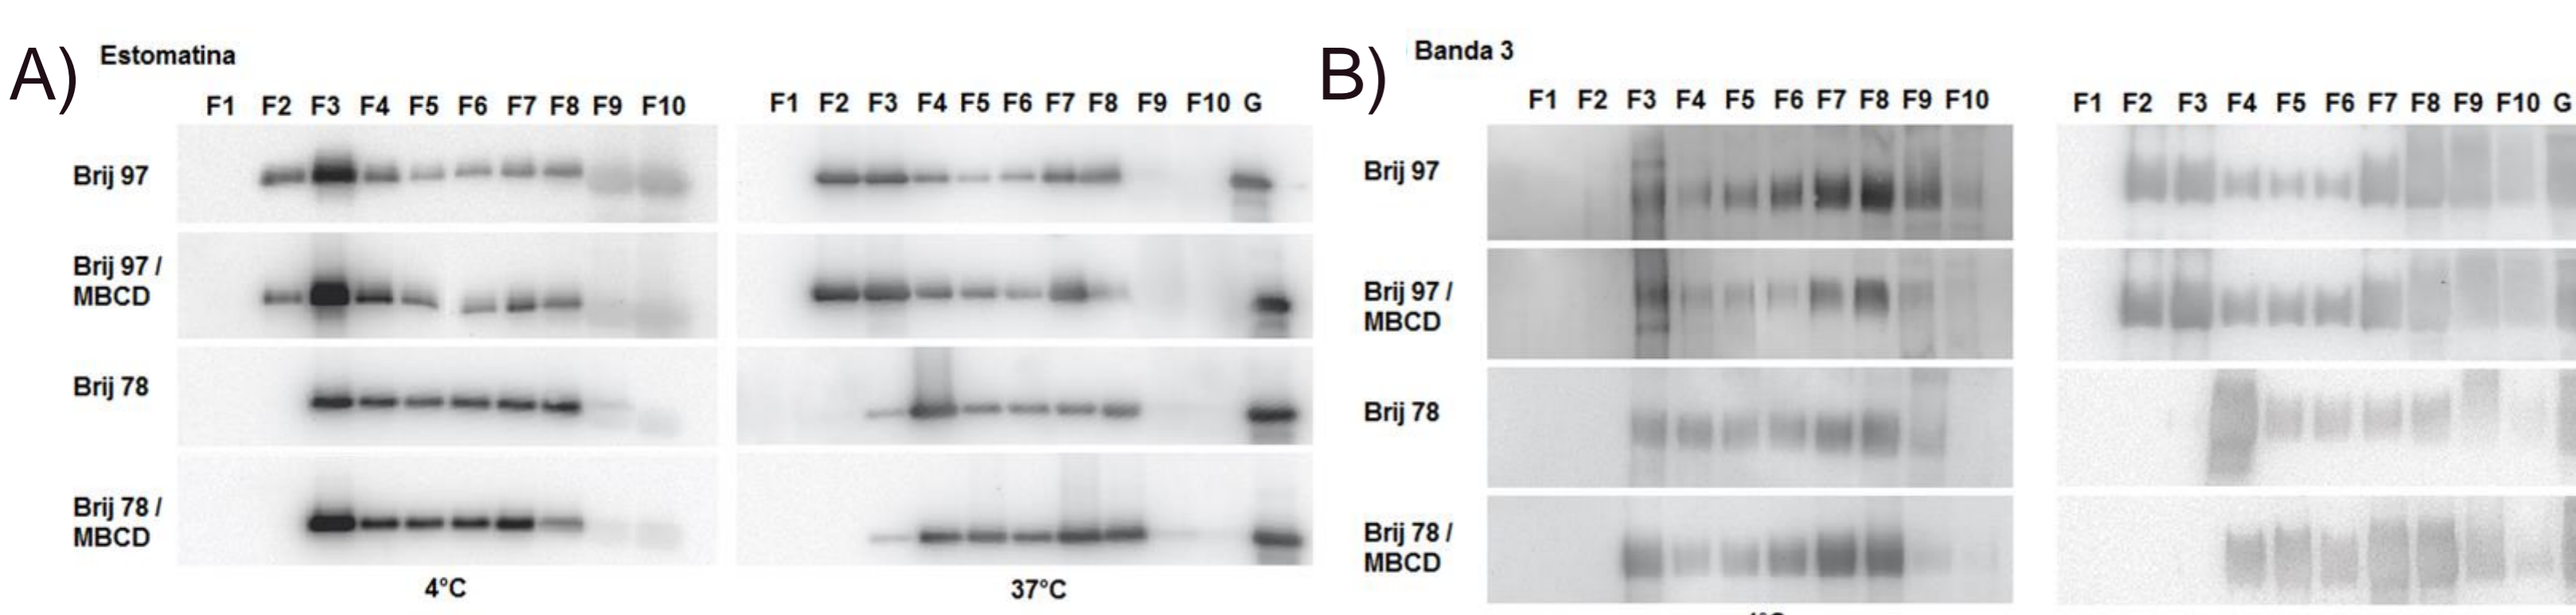 A)
Estomatina
F1 F2 F3 F4 F5 F6 F7 F8 F9 F10
F1 F2 F3 F4 F5 F6 F7 F8 F9 F10 G
Brij 97
Brij 97 /
MBCD
Brij 78
Brij 78 /
MBCD
4°C
37°C
B)
Banda 3
F1 F2 F3 F4 F5 F6 F7 F8 F9 F10
F1 F2 F3 F4 F5 F6 F7 F8 F9 F10 G
Brij 97
Brij 97 /
MBCD
Brij 78
Brij 78 /
MBCD